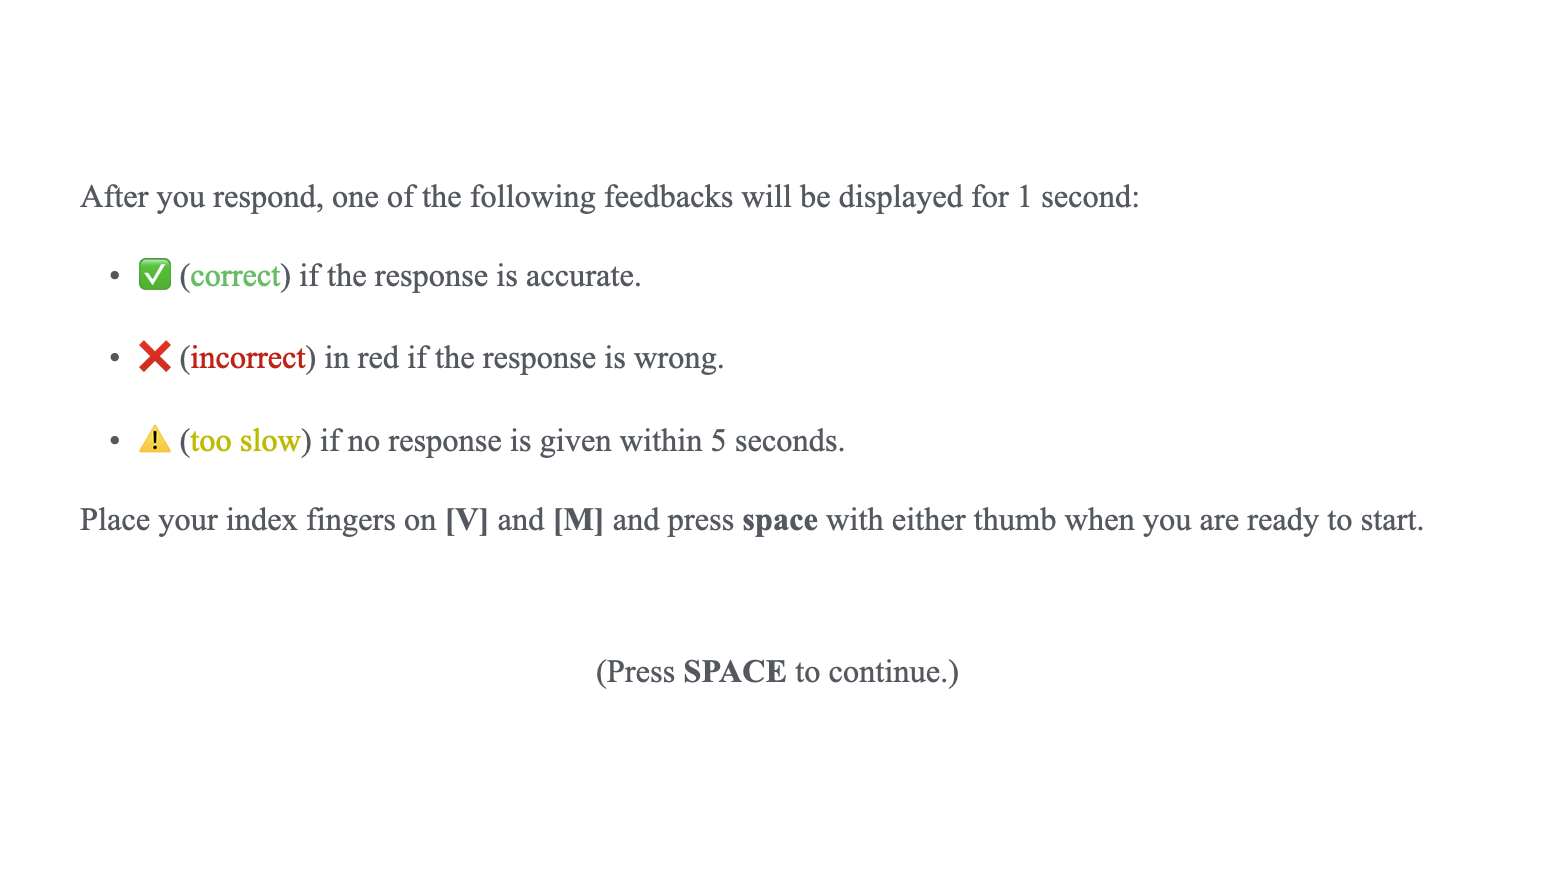 After you respond, one of the following feedbacks will be displayed for 1 second:
• ✅ (correct) if the response is accurate.
• ❌ (incorrect) in red if the response is wrong.
• ⚠️ (too slow) if no response is given within 5 seconds.
Place your index fingers on [V] and [M] and press space with either thumb when you are ready to start.
(Press SPACE to continue.)